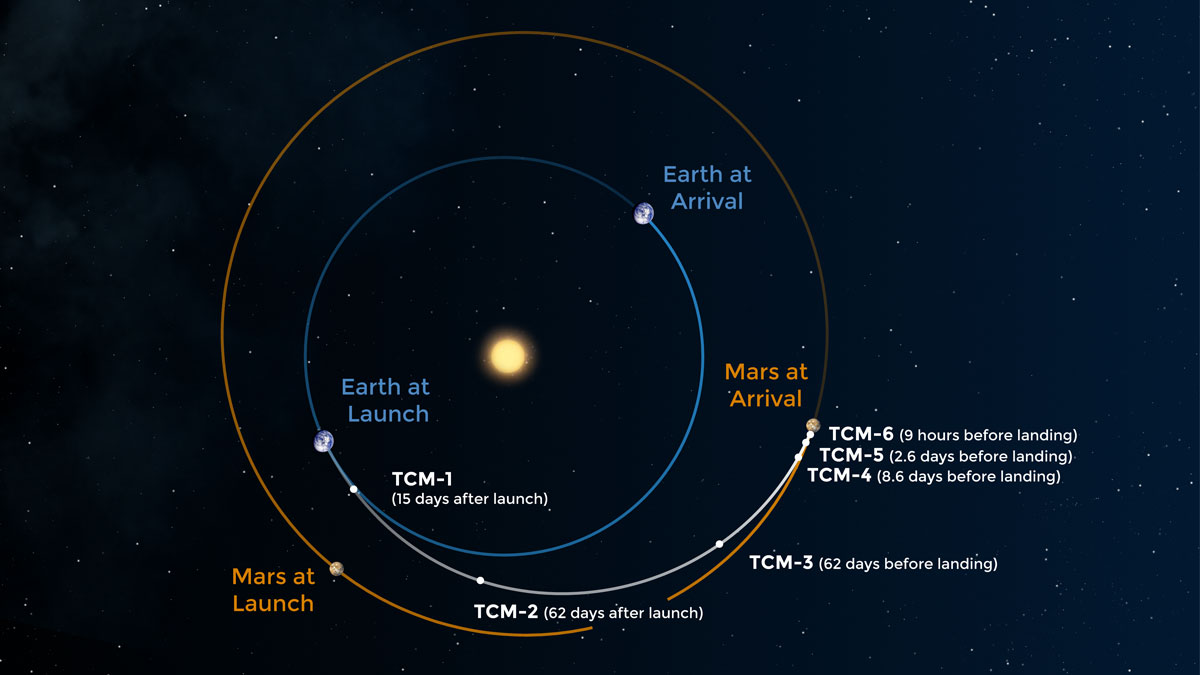 Earth at
Arrival
Mars at
Arrival
Earth at
Launch
TCM-6 (9 hours before landing)
TCM-5 (2.6 days before landing)
TCM-4 (8.6 days before landing)
TCM-1
(15 days after launch)
TCM-3 (62 days before landing)
Mars at
Launch
TCM-2 (62 days after launch)